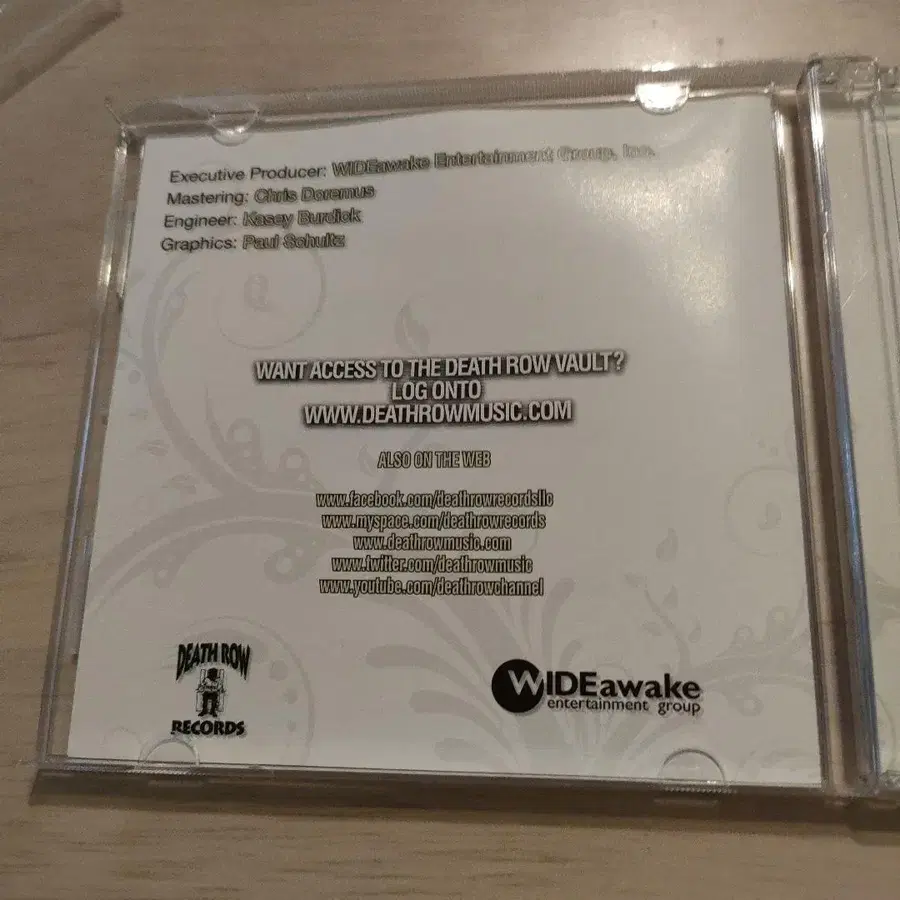 Executive Producer: WIDEawake Entertainment Group, Inc.
Mastering: Chris Doremus
Engineer: Kasey Burdick
Graphics: Paul Schultz
WANT ACCESS TO THE DEATH ROW VAULT?
LOG ONTO
WWW.DEATHROWMUSIC.COM
ALSO ON THE WEB
www.facebook.com/deathrowrecordsllc
www.myspace.com/deathrowrecords
www.deathrowmusic.com
www.twitter.com/deathrowmusic
www.youtube.com/deathrowchannel
DEATH ROW
RECORDS
WIDEawake
entertainment group